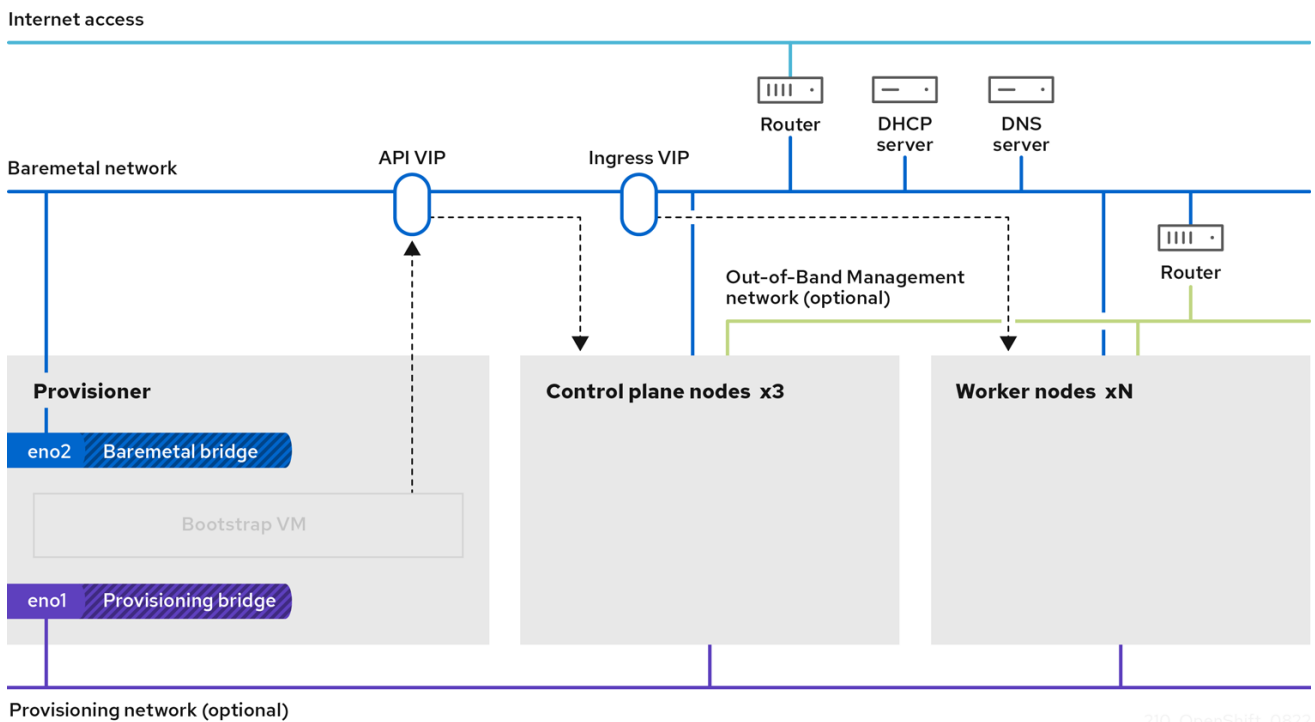 Internet access
Router
DHCP
server
DNS
server
Baremetal network
API VIP
Ingress VIP
Router
Out-of-Band Management
network (optional)
Provisioner
Control plane nodes x3
Worker nodes xN
eno2
Baremetal bridge
Bootstrap VM
eno1
Provisioning bridge
Provisioning network (optional)